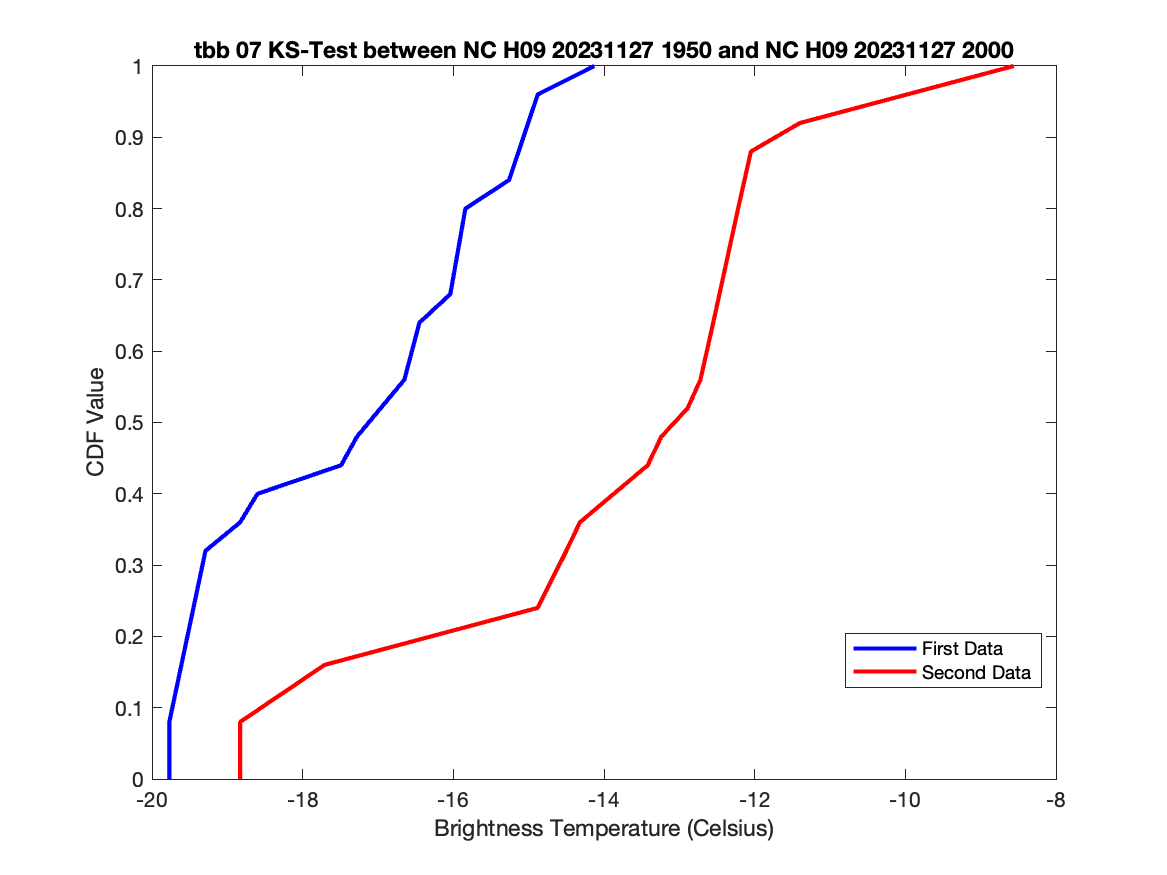 tbb 07 KS-Test between NC H09 20231127 1950 and NC H09 20231127 2000
1
0.9
0.8
0.7
0.6
0.5
0.4
0.3
0.2
0.1
0
CDF Value
First Data
Second Data
-20 -18 -16 -14 -12 -10 -8
Brightness Temperature (Celsius)